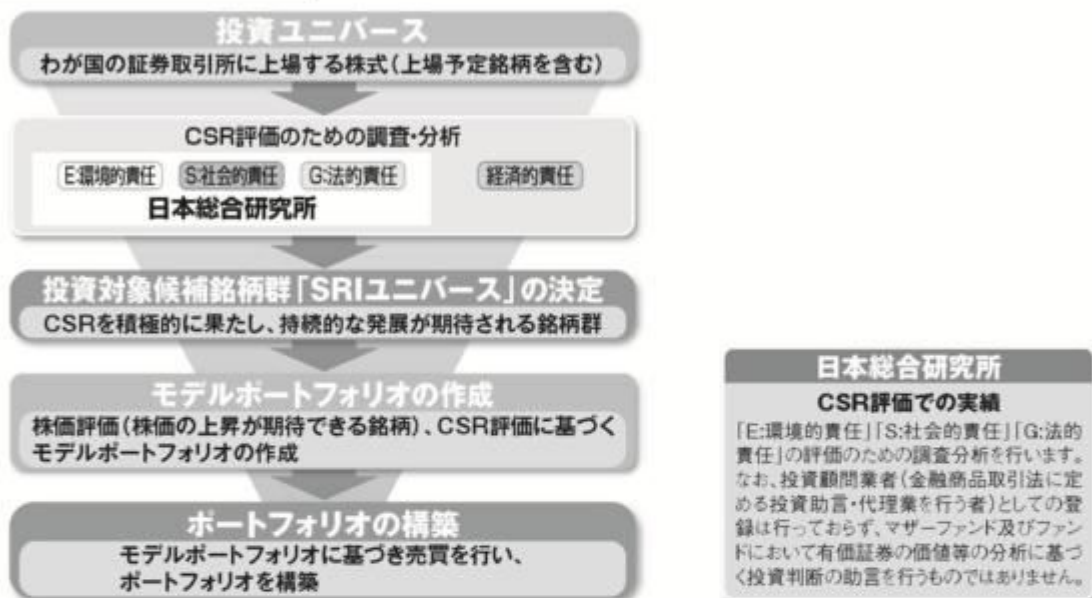 投資ユニバース
わが国の証券取引所に上場する株式(上場予定銘柄を含む)
CSR評価のための調査・分析
E:環境的責任 S:社会的責任 G:法的責任 経済的責任
日本総合研究所
投資対象候補銘柄群「SRIユニバース」の決定
CSRを積極的に果たし、持続的な発展が期待される銘柄群
モデルポートフォリオの作成
株価評価(株価の上昇が期待できる銘柄)、CSR評価に基づく
モデルポートフォリオの作成
ポートフォリオの構築
モデルポートフォリオに基づき売買を行い、
ポートフォリオを構築
日本総合研究所
CSR評価での実績
「E:環境的責任」「S:社会的責任」「G:法的
責任」の評価のための調査分析を行います。
なお、投資顧問業者(金融商品取引法に定
める投資助言・代理業を行う者)としての登
録は行っておらず、マザーファンド及びファン
ドにおいて有価証券の価値等の分析に基づ
く投資判断の助言を行うものではありません。